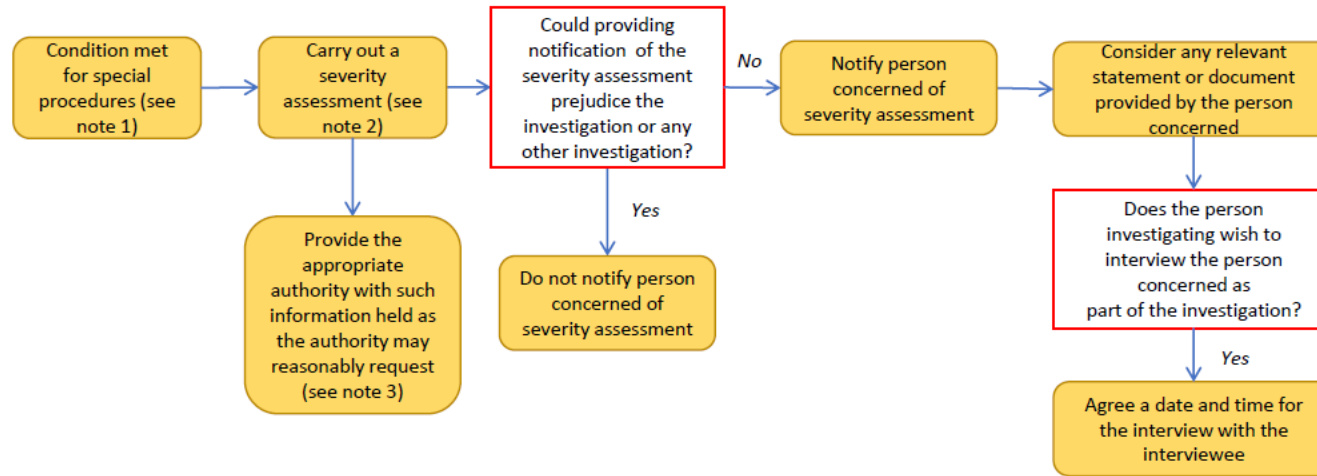 Condition met
for special
procedures (see
note 1)
Carry out a
severity
assessment (see
note 2)
Could providing
notification of the
severity assessment
prejudice the
investigation or any
other investigation?
No
Notify person
concerned of
severity assessment
Consider any relevant
statement or document
provided by the person
concerned
Yes
Provide the
appropriate
authority with such
information held as
the authority may
reasonably request
(see note 3)
Do not notify person
concerned of
severity assessment
Does the person
investigating wish to
interview the person
concerned as
part of the investigation?
Yes
Agree a date and time for
the interview with the
interviewee